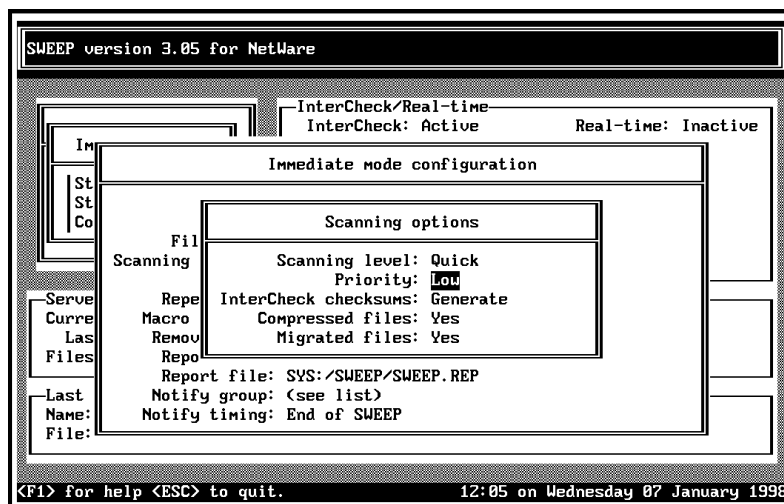 SWEEP version 3.05 for NetWare
InterCheck/Real-time
InterCheck: Active Real-time: Inactive
Im
Immediate mode configuration
St
St
Co
Scanning options
Fil
Scanning
Scanning level: Quick
Priority: Low
Serve
Repe
InterCheck checksums: Generate
Curre
Macro
Compressed files: Yes
Las
Remov
Migrated files: Yes
Files
Repo
Report file: SYS:/SWEEP/SWEEP.REP
Last
Notify group: (see list)
Name:
Notify timing: End of SWEEP
File:
<F1> for help <ESC> to quit. 12:05 on Wednesday 07 January 1998